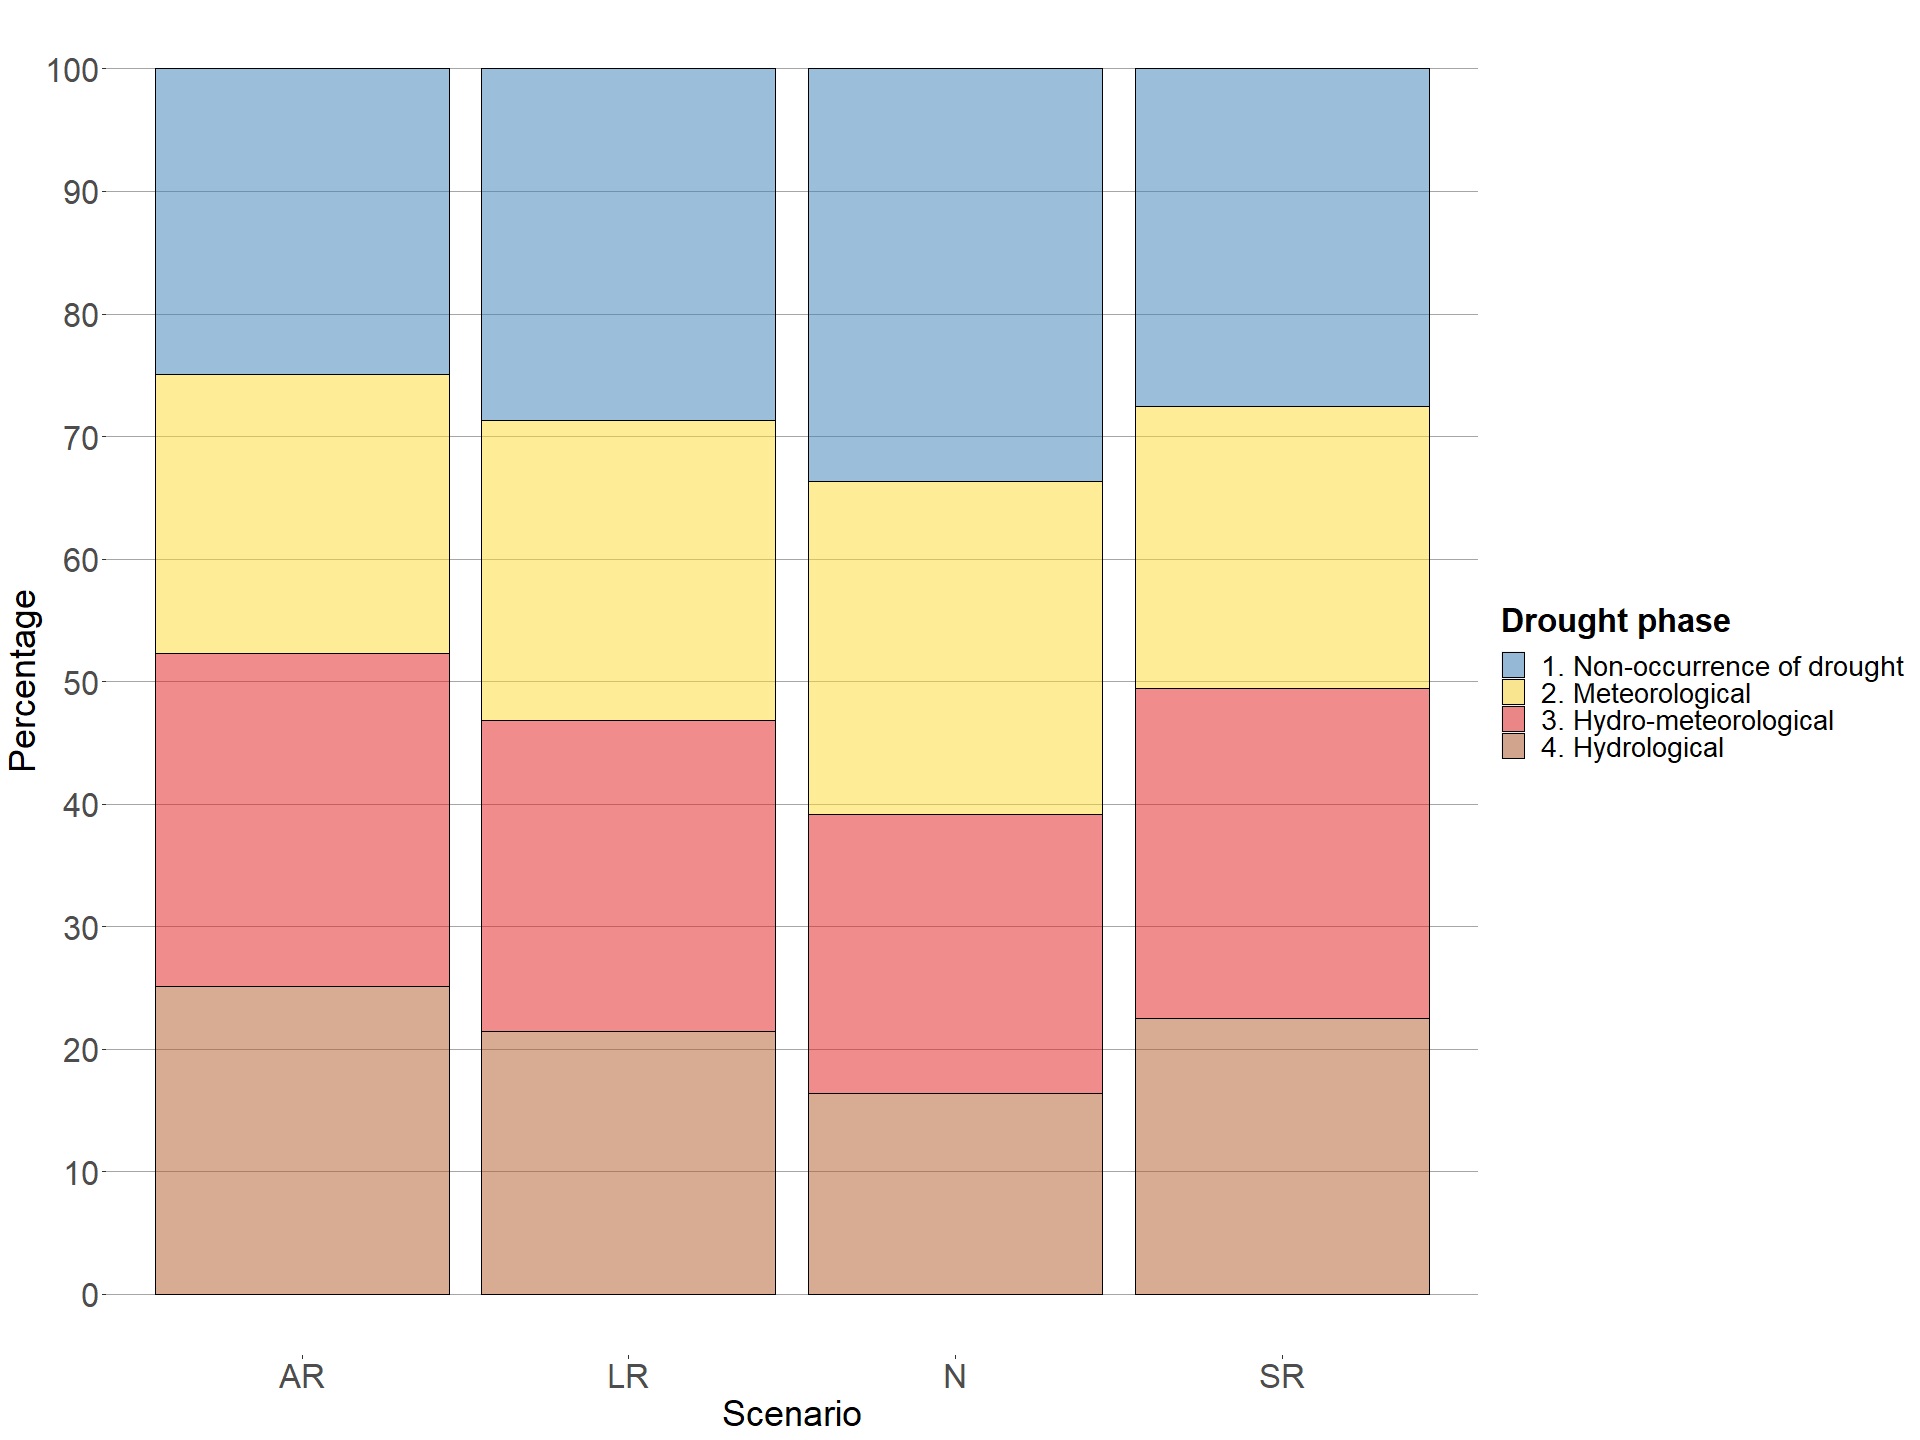 100
90
80
70
60
50
40
30
20
10
0
Percentage
AR
LR
N
SR
Scenario
Drought phase
1. Non-occurrence of drought
2. Meteorological
3. Hydro-meteorological
4. Hydrological